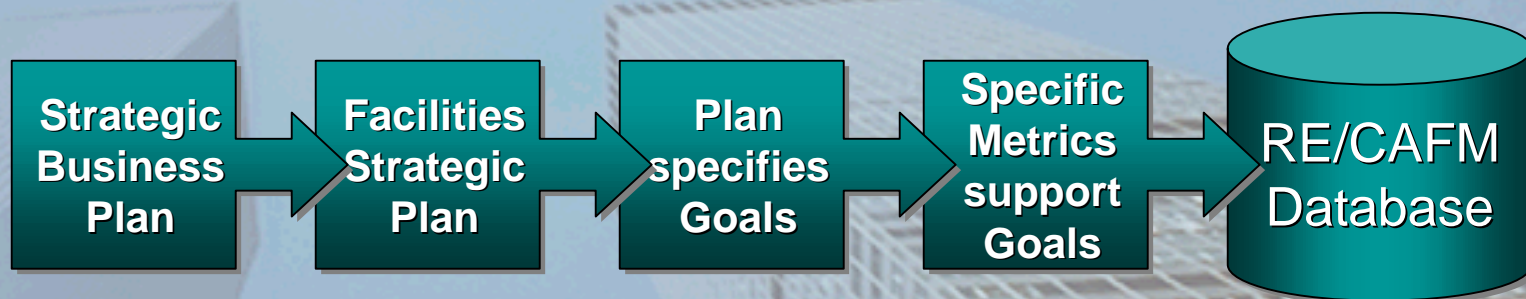 Strategic
Business
Plan
Facilities
Strategic
Plan
Plan
specifies
Goals
Specific
Metrics
support
Goals
RE/CAFM
Database